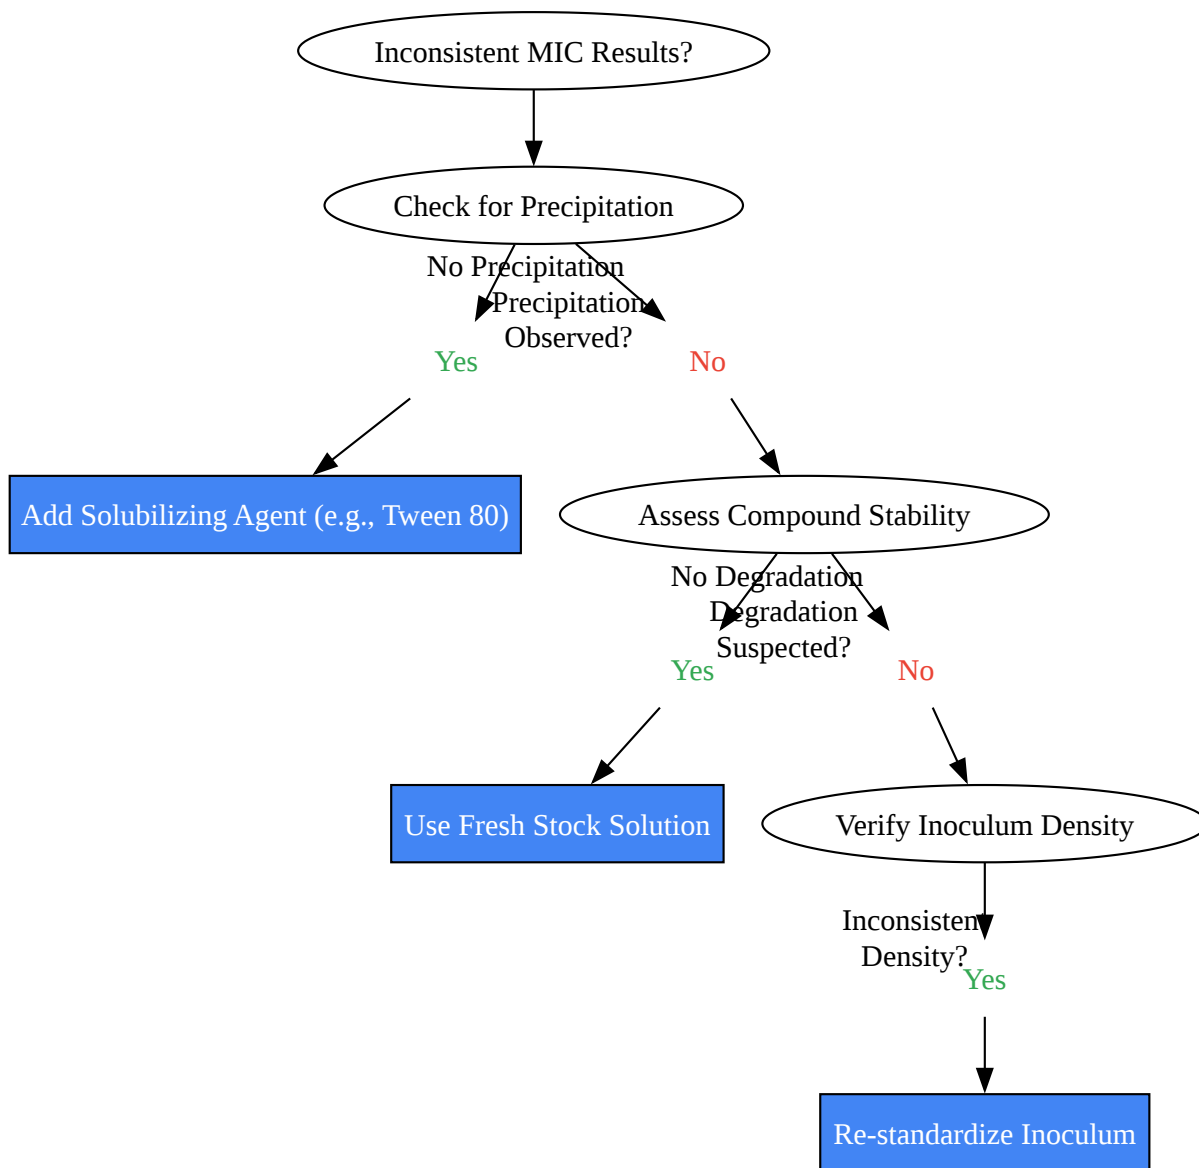 Inconsistent MIC Results?
Check for Precipitation
No Precipitation
Precipitation
Observed?
Yes
No
Add Solubilizing Agent (e.g., Tween 80)
Assess Compound Stability
No Degradation
Degradation
Suspected?
Yes
No
Use Fresh Stock Solution
Verify Inoculum Density
Inconsistent
Density?
Yes
Re-standardize Inoculum